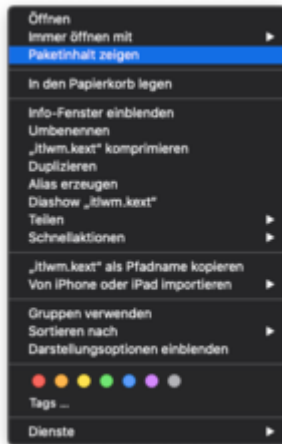 Öffnen
Immer öffnen mit
Paketinhalt zeigen
In den Papierkorb legen
Info-Fenster einblenden
Umbenennen
„itlwm.kext“ komprimieren
Duplizieren
Alias erzeugen
Diashow „itlwm.kext“
Teilen
Schnellaktionen
„itlwm.kext“ als Pfadname kopieren
Von iPhone oder iPad importieren
Gruppen verwenden
Sortieren nach
Darstellungsoptionen einblenden
Tags ...
Dienste